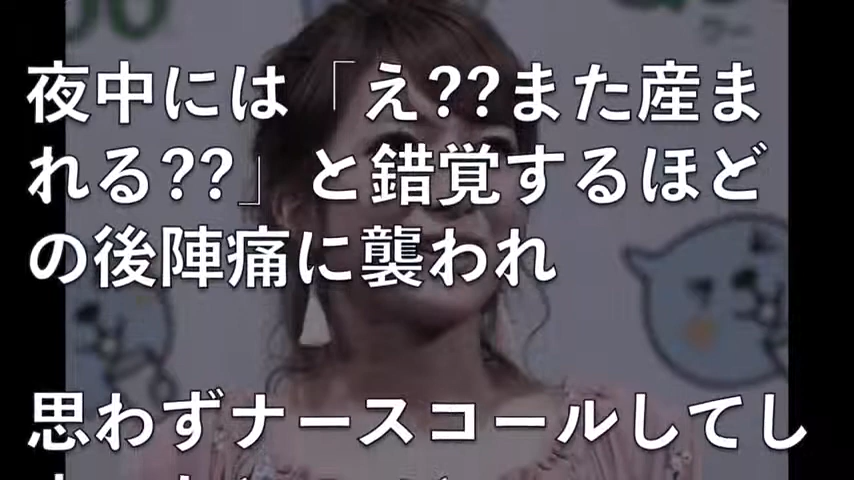 夜中には「え??また産ま
れる??」と錯覚するほど
の後陣痛に襲われ
思わずナースコールしてし